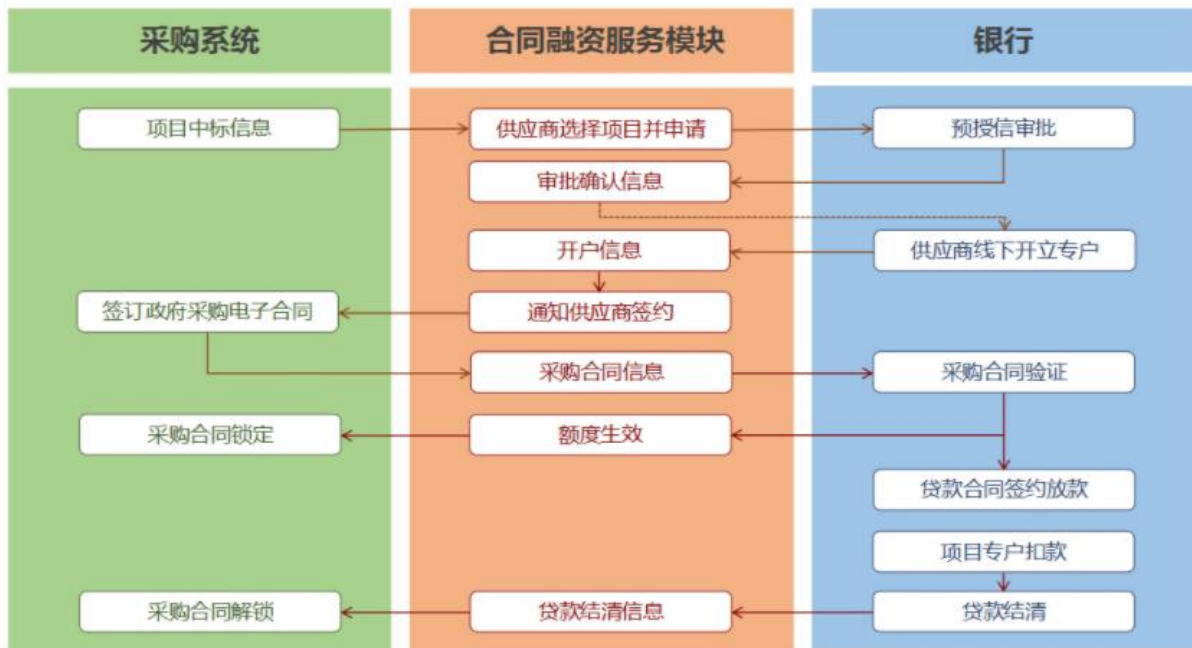 采购系统
合同融资服务模块
银行
项目中标信息
供应商选择项目并申请
预授信审批
审批确认信息
开户信息
供应商线下开立专户
签订政府采购电子合同
通知供应商签约
采购合同信息
采购合同验证
采购合同锁定
额度生效
贷款合同签约放款
项目专户扣款
采购合同解锁
贷款结清信息
贷款结清